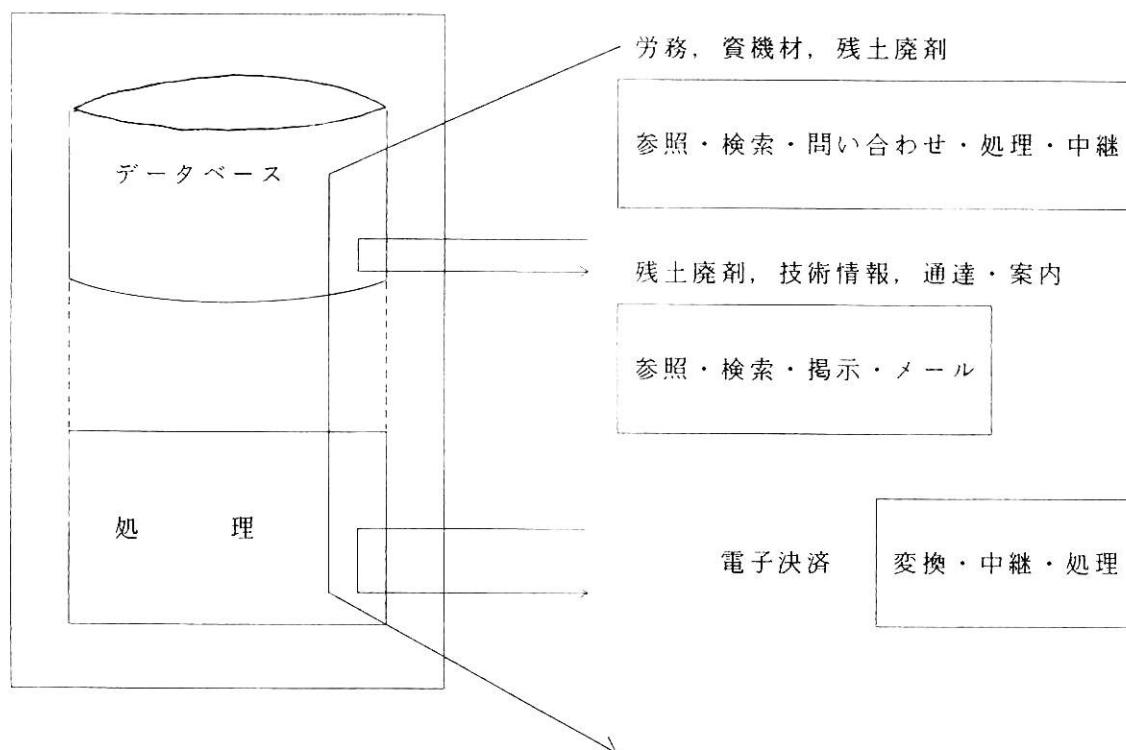 労務，資機材，残土廃剤
参照・検索・問い合わせ・処理・中継
データベース
残土廃剤，技術情報，通達・案内
参照・検索・掲示・メール
処　理
電子決済
変換・中継・処理